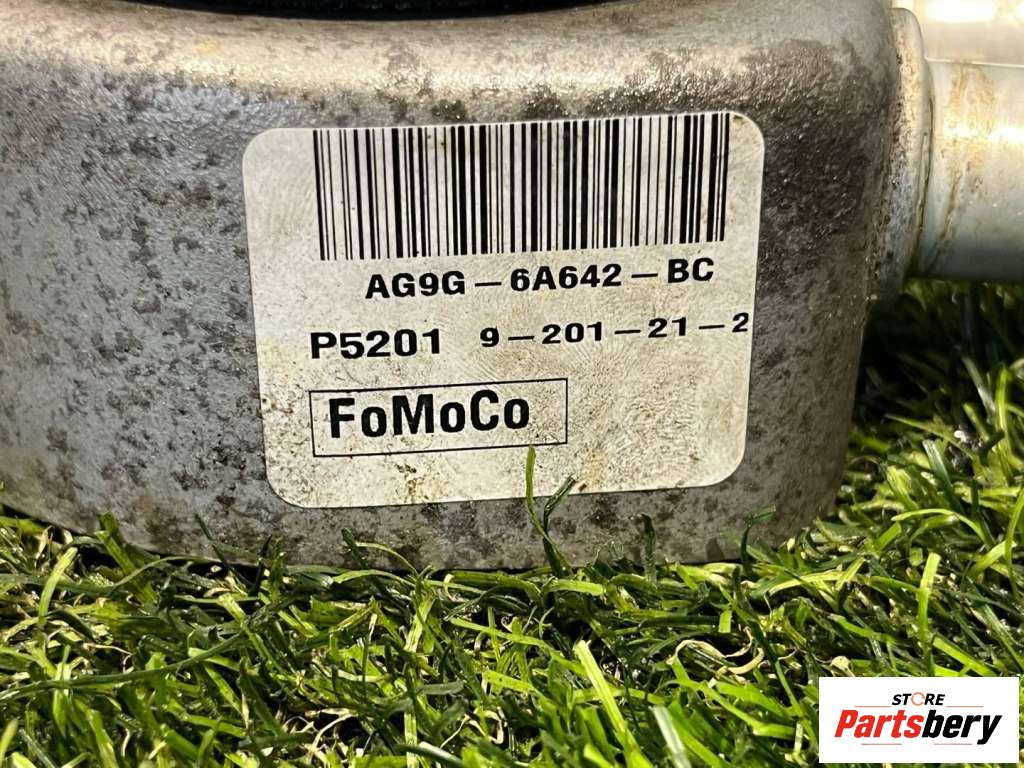 AG9G-6A642-BC
P5201 9-201-21-2
FoMoCo
STORE
Partsbery